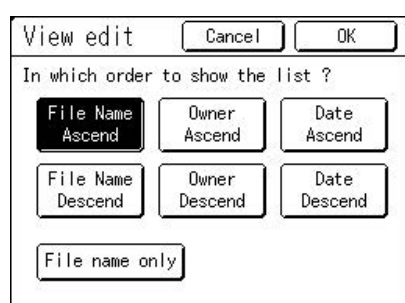 View edit Cancel OK
In which order to show the list ?
File Name Owner Date
Ascend Ascend Ascend
File Name Owner Date
Descend Descend Descend
File name only